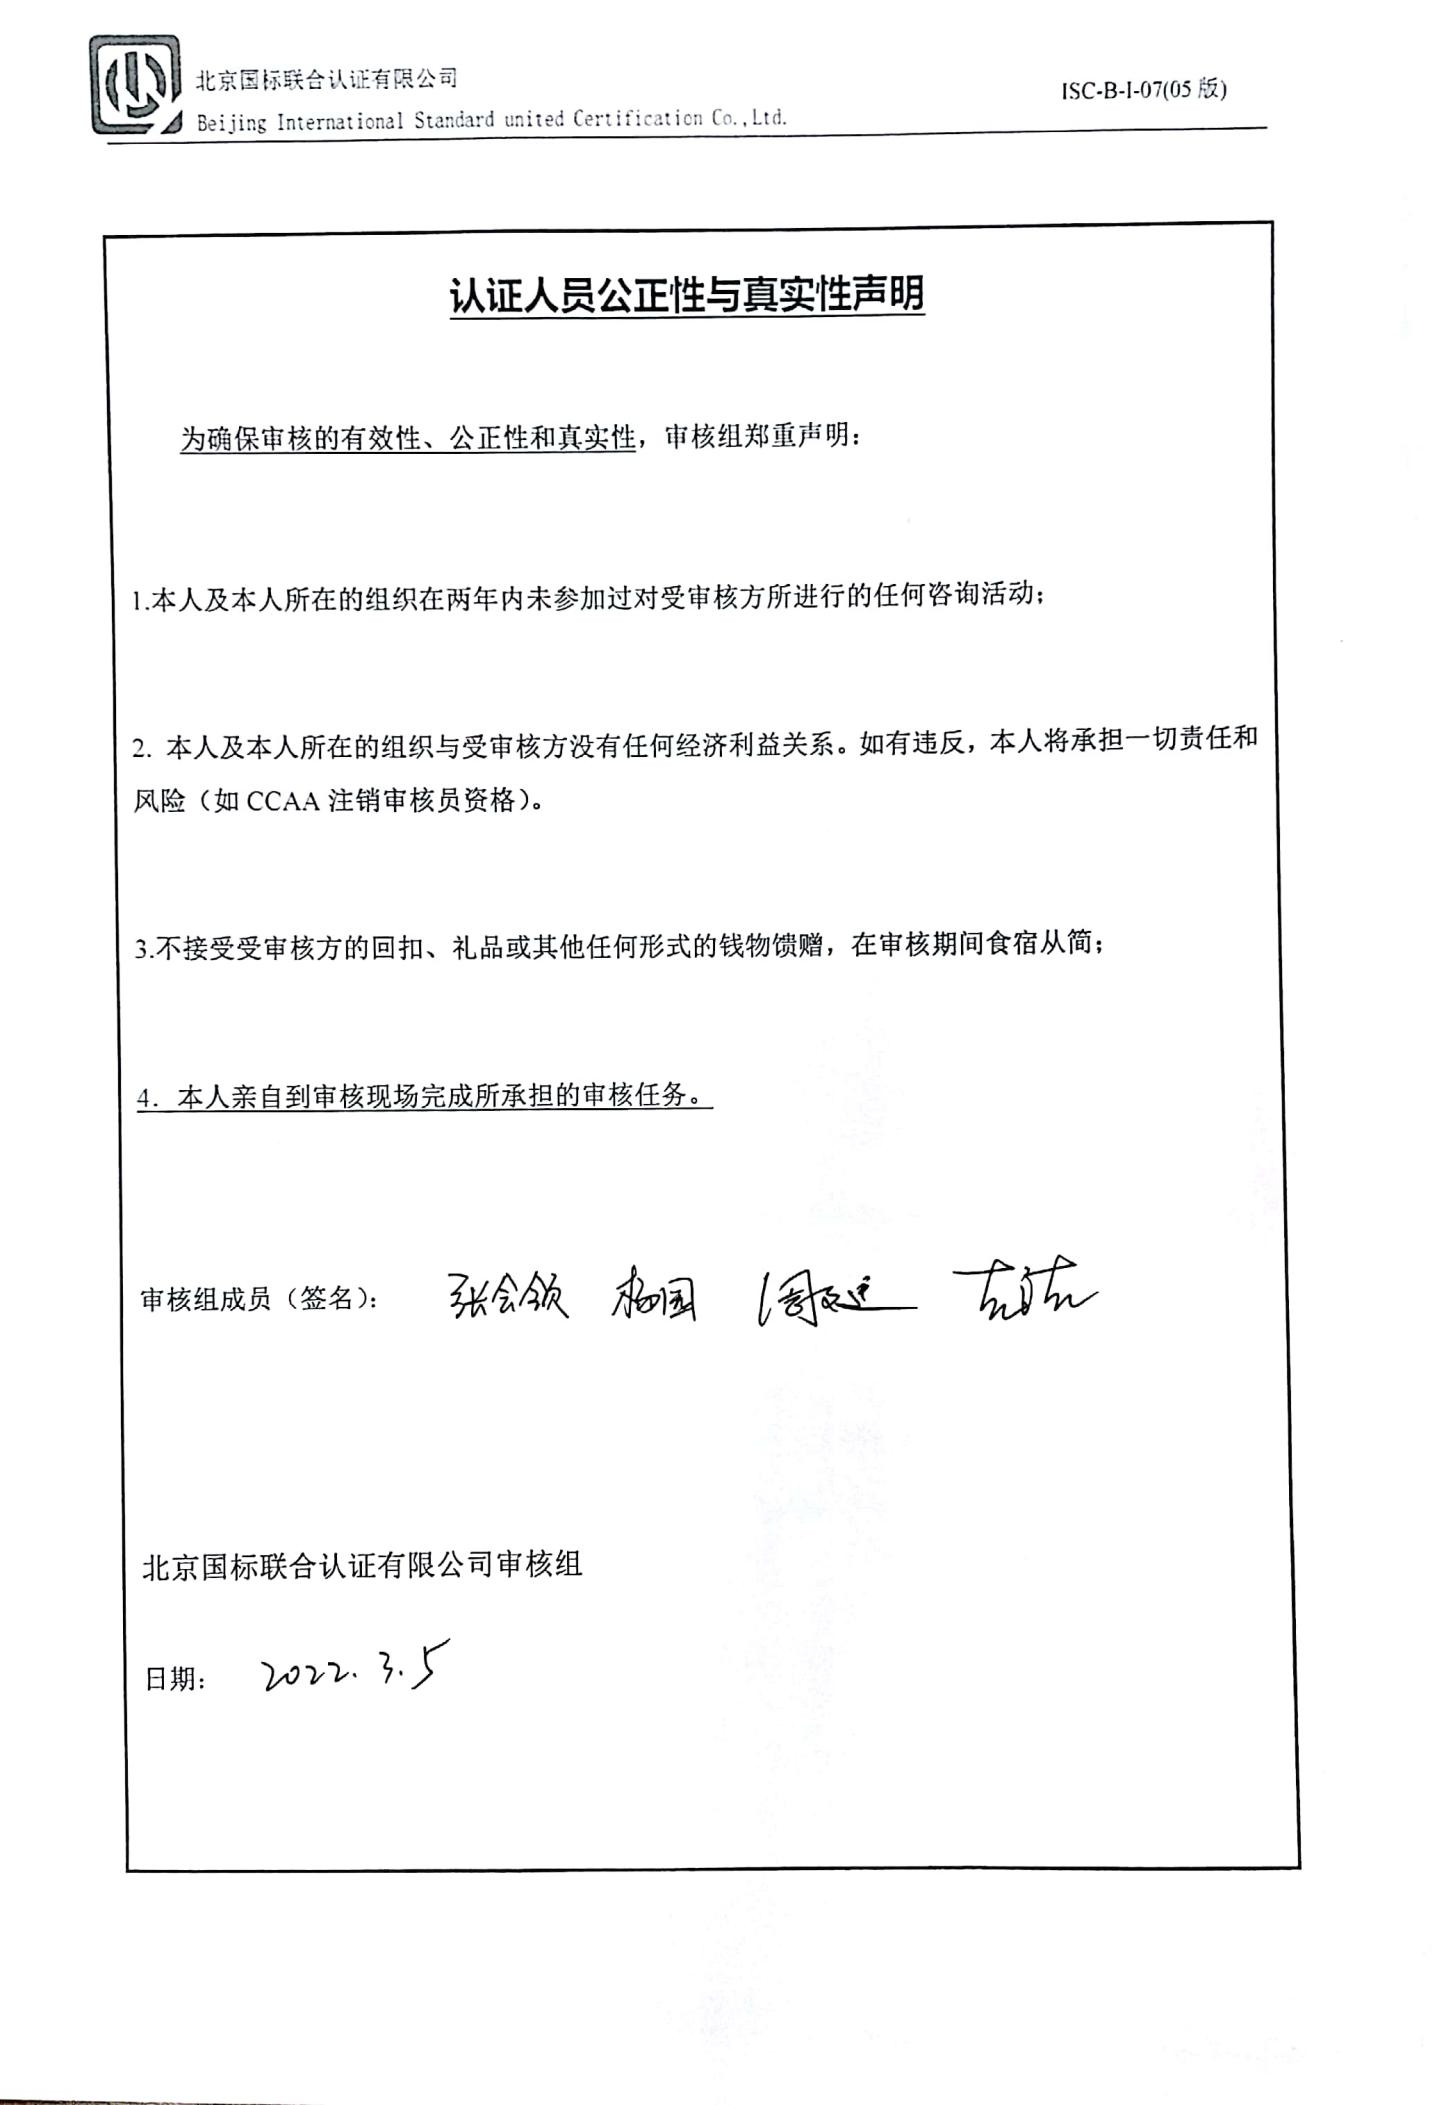 北京国标联合认证有限公司
ISC-B-I-07(05 版)
Beijing International Standard united Certification Co.,Ltd.
认证人员公正性与真实性声明
为确保审核的有效性、公正性和真实性，审核组郑重声明：
1.本人及本人所在的组织在两年内未参加过对受审核方所进行的任何咨询活动；
2. 本人及本人所在的组织与受审核方没有任何经济利益关系。如有违反，本人将承担一切责任和
风险（如 CCAA 注销审核员资格）。
3.不接受受审核方的回扣、礼品或其他任何形式的钱物馈赠，在审核期间食宿从简；
4. 本人亲自到审核现场完成所承担的审核任务。
审核组成员（签名）： 张会领
北京国标联合认证有限公司审核组
日期： 2022.3.5